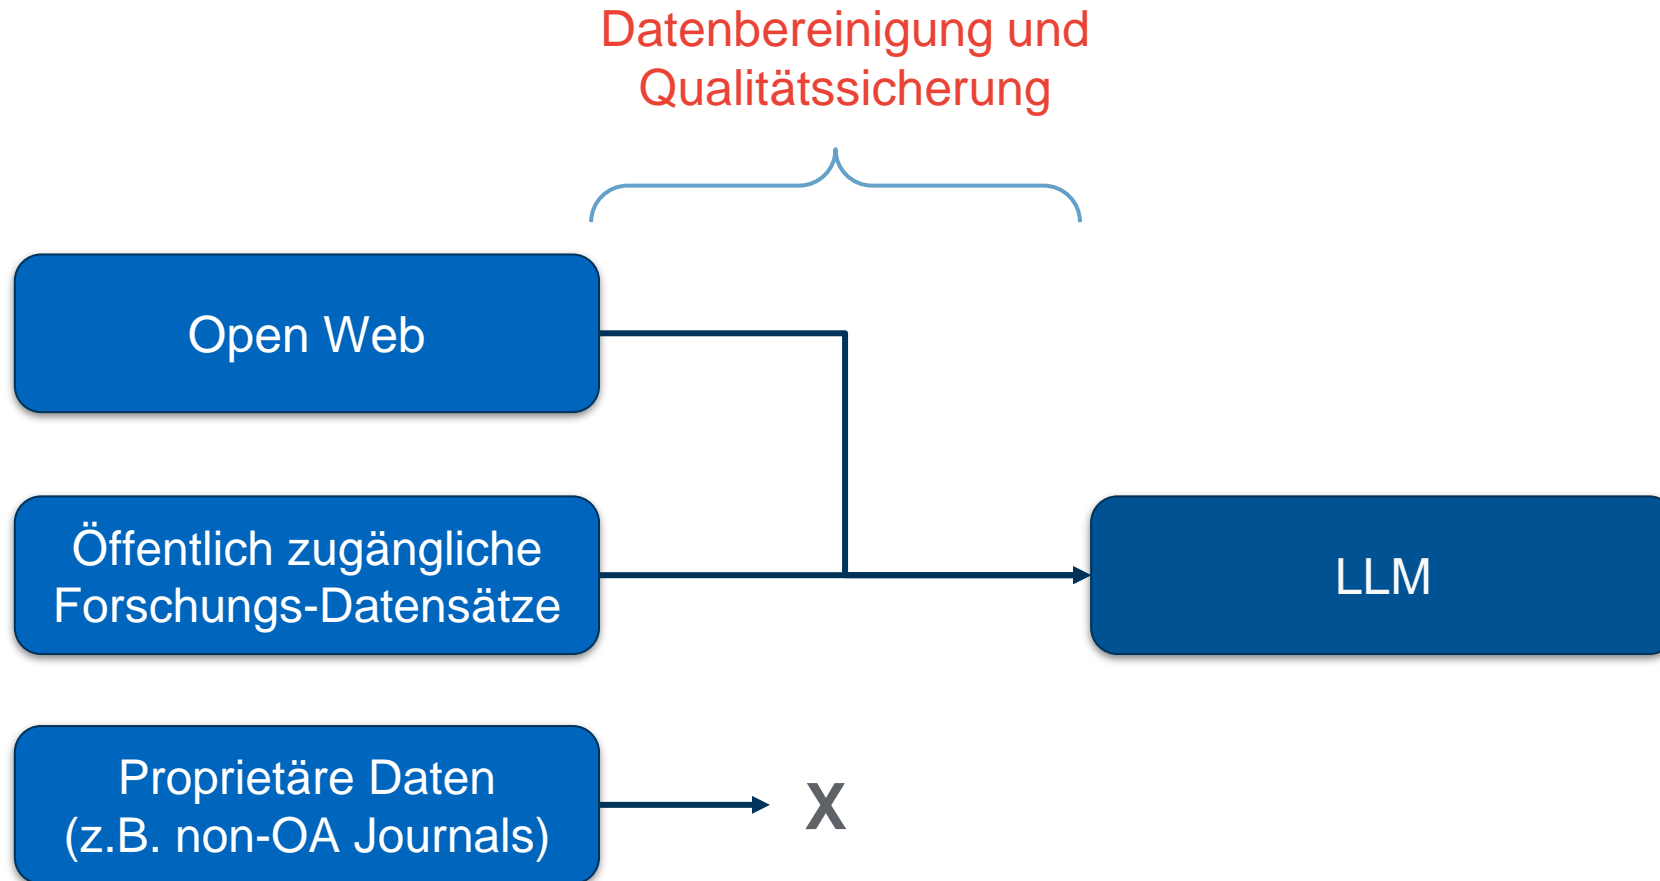 Datenbereinigung und
Qualitätssicherung
Open Web
Öffentlich zugängliche
Forschungs-Datensätze
LLM
Proprietäre Daten
(z.B. non-OA Journals)
X